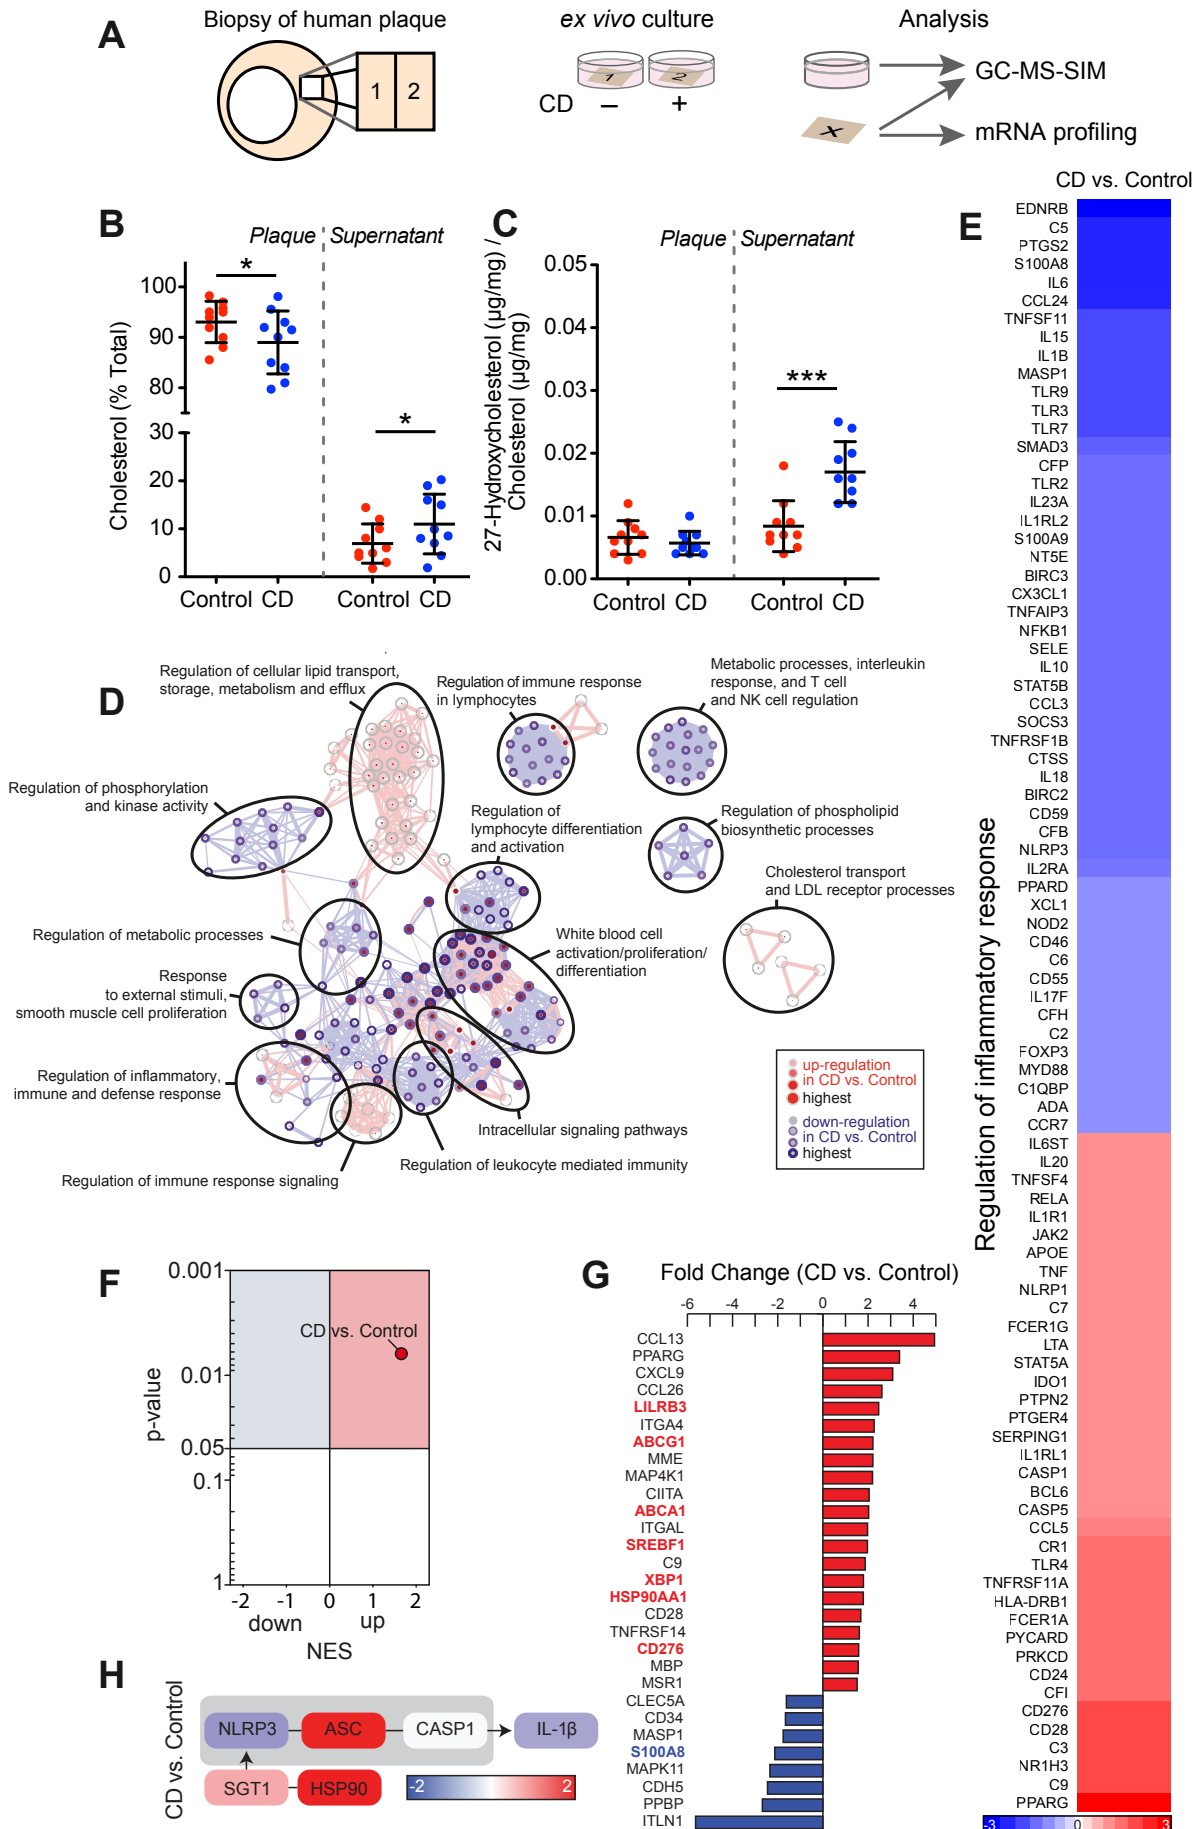 A
Biopsy of human plaque
1
2
ex vivo culture
1
2
CD
–
+
Analysis
X
GC-MS-SIM
mRNA profiling
B
Plaque
Supernatant
Cholesterol (% Total)
100
90
80
30
20
10
0
*
*
Control
CD
Control
CD
C
Plaque
Supernatant
27-Hydroxycholesterol (µg/mg) /
Cholesterol (µg/mg)
0.05
0.04
0.03
0.02
0.01
0.00
***
Control
CD
Control
CD
D
Regulation of cellular lipid transport,
storage, metabolism and efflux
Regulation of immune response
in lymphocytes
Metabolic processes, interleukin
response, and T cell
and NK cell regulation
Regulation of phosphorylation
and kinase activity
Regulation of
lymphocyte differentiation
and activation
Regulation of phospholipid
biosynthetic processes
Cholesterol transport
and LDL receptor processes
Regulation of metabolic processes
White blood cell
activation/proliferation/
differentiation
Response
to external stimuli,
smooth muscle cell proliferation
Regulation of inflammatory,
immune and defense response
Intracellular signaling pathways
Regulation of leukocyte mediated immunity
Regulation of immune response signaling
up-regulation
in CD vs. Control
highest
down-regulation
in CD vs. Control
highest
E
CD vs. Control
Regulation of inflammatory response
EDNRB
C5
PTGS2
S100A8
IL6
CCL24
TNFSF11
IL15
IL1B
MASP1
TLR9
TLR3
TLR7
SMAD3
CFP
TLR2
IL23A
IL1RL2
S100A9
NT5E
BIRC3
CX3CL1
TNFAIP3
NFKB1
SELE
IL10
STAT5B
CCL3
SOCS3
TNFRSF1B
CTSS
IL18
BIRC2
CD59
CFB
NLRP3
IL2RA
PPARD
XCL1
NOD2
CD46
C6
CD55
IL17F
CFH
C2
FOXP3
MYD88
C1QBP
ADA
CCR7
IL6ST
IL20
TNFSF4
RELA
IL1R1
JAK2
APOE
TNF
NLRP1
C7
FCER1G
LTA
STAT5A
IDO1
PTPN2
PTGER4
SERPING1
IL1RL1
CASP1
BCL6
CASP5
CCL5
CR1
TLR4
TNFRSF11A
HLA-DRB1
FCER1A
PYCARD
PRKCD
CD24
CFI
CD276
CD28
C3
NR1H3
C9
PPARG
-3
0
3
F
p-value
0.001
0.01
0.05
0.1
1
CD vs. Control
-2
-1
0
1
2
down
up
NES
G
Fold Change (CD vs. Control)
-6
-4
-2
0
2
4
CCL13
PPARG
CXCL9
CCL26
LILRB3
ITGA4
ABCG1
MME
MAP4K1
CIITA
ABCA1
ITGAL
SREBF1
C9
XBP1
HSP90AA1
CD28
TNFRSF14
CD276
MBP
MSR1
CLEC5A
CD34
MASP1
S100A8
MAPK11
CDH5
PPBP
ITLN1
H
CD vs. Control
NLRP3
ASC
CASP1
IL-1β
SGT1
HSP90
-2
2